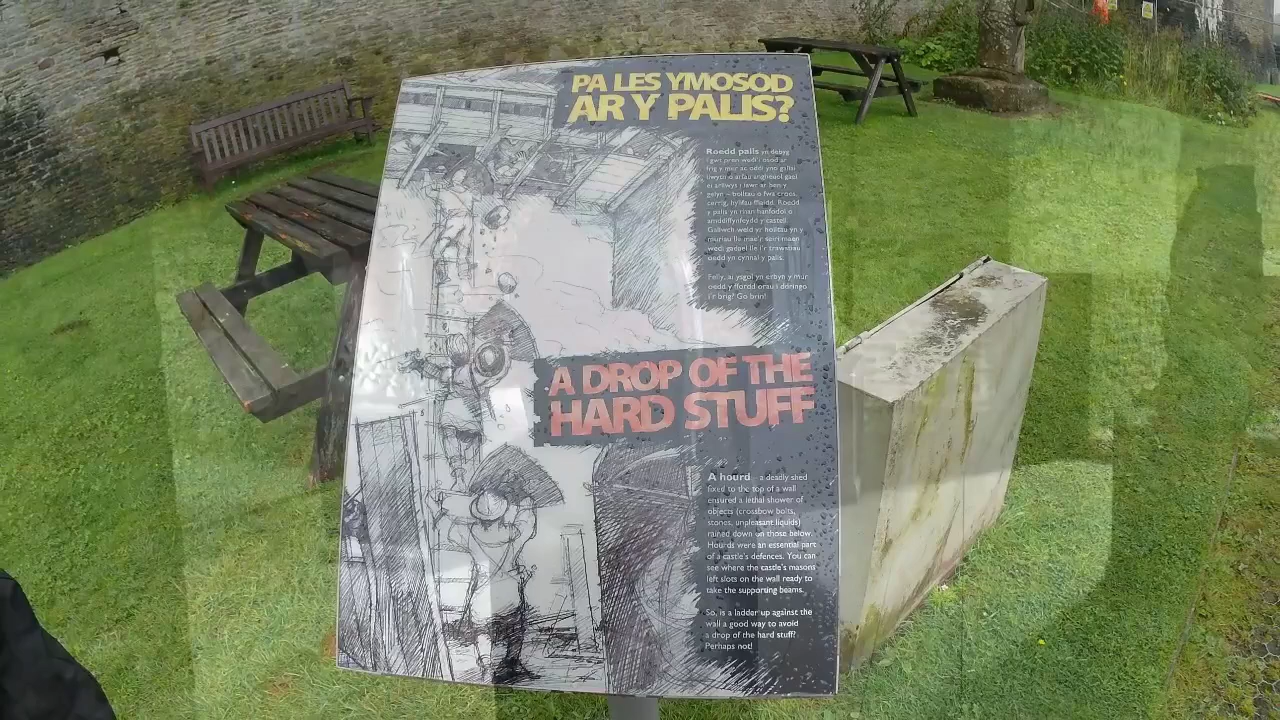 PA LES YMOSOD
AR Y PALIS?
Roedd palis yn debyg
i gwt pren wedi'i osod ar
frig y mur ac oddi yno gallai
llwyth o arfau angheuol gael
ei arllwys i lawr ar ben y
gelyn – bolltau o fwa croes,
cerrig, hylifau ffiaidd. Roedd
y palis yn rhan hanfodol o
amddiffynfeydd y castell.
Gallwch weld yr holltau yn y
muriau lle mae'r seiri maen
wedi gadael lle i'r trawstiau
oedd yn cynnal y palis.
Felly, ai ysgol yn erbyn y mur
oedd y ffordd orau i ddringo
i'r brig? Go brin!
A DROP OF THE
HARD STUFF
A hourd – a deadly shed
fixed to the top of a wall
ensured a lethal shower of
objects (crossbow bolts,
stones, unpleasant liquids)
rained down on those below.
Hourds were an essential part
of a castle's defences. You can
see where the castle's masons
left slots on the wall ready to
take the supporting beams.
So, is a ladder up against the
wall a good way to avoid
a drop of the hard stuff?
Perhaps not!